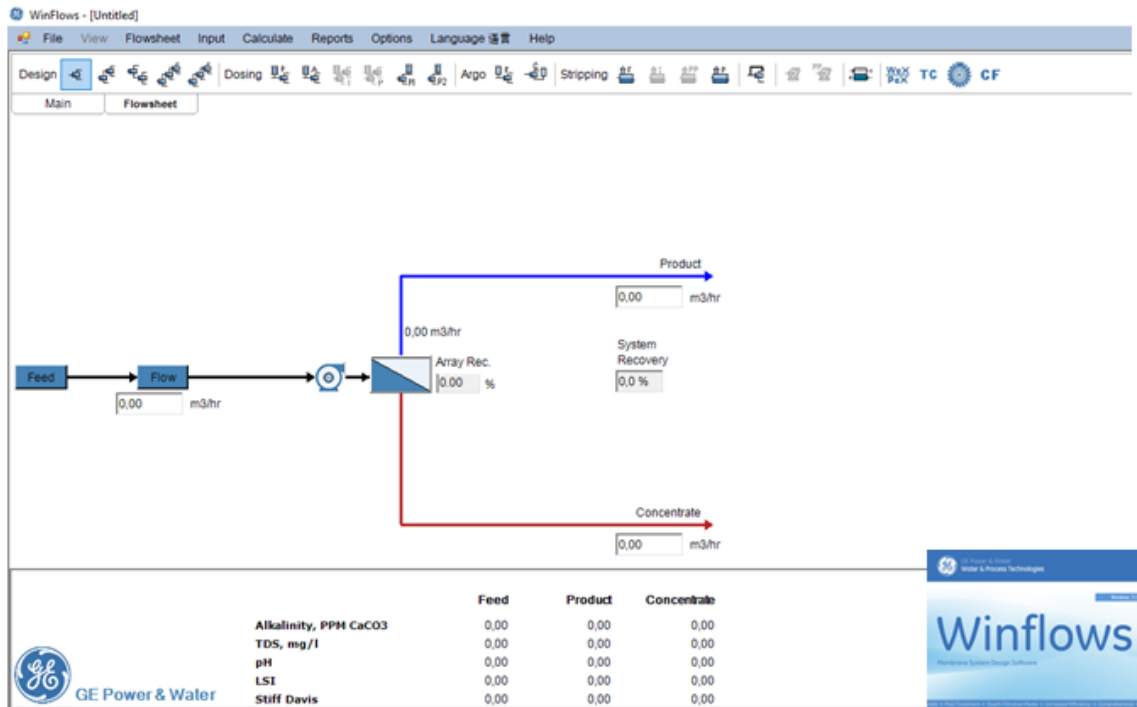 WinFlows - [Untitled]
File View Flowsheet Input Calculate Reports Options Language 语言 Help
Design Dosing Argo Stripping TC CF
Main Flowsheet
Product
0,00 m3/hr
0,00 m3/hr
System
Recovery
Array Rec.
Feed Flow 0.00 % 0,0 %
0,00 m3/hr
Concentrate
0,00 m3/hr
GE Power & Water
Water & Process Technologies
Feed Product Concentrate
Winflows
Alkalinity, PPM CaCO3 0,00 0,00 0,00
TDS, mg/l 0,00 0,00 0,00
Membrane System Design Software
pH 0,00 0,00 0,00
LSI 0,00 0,00 0,00
GE Power & Water
Stiff Davis 0,00 0,00 0,00